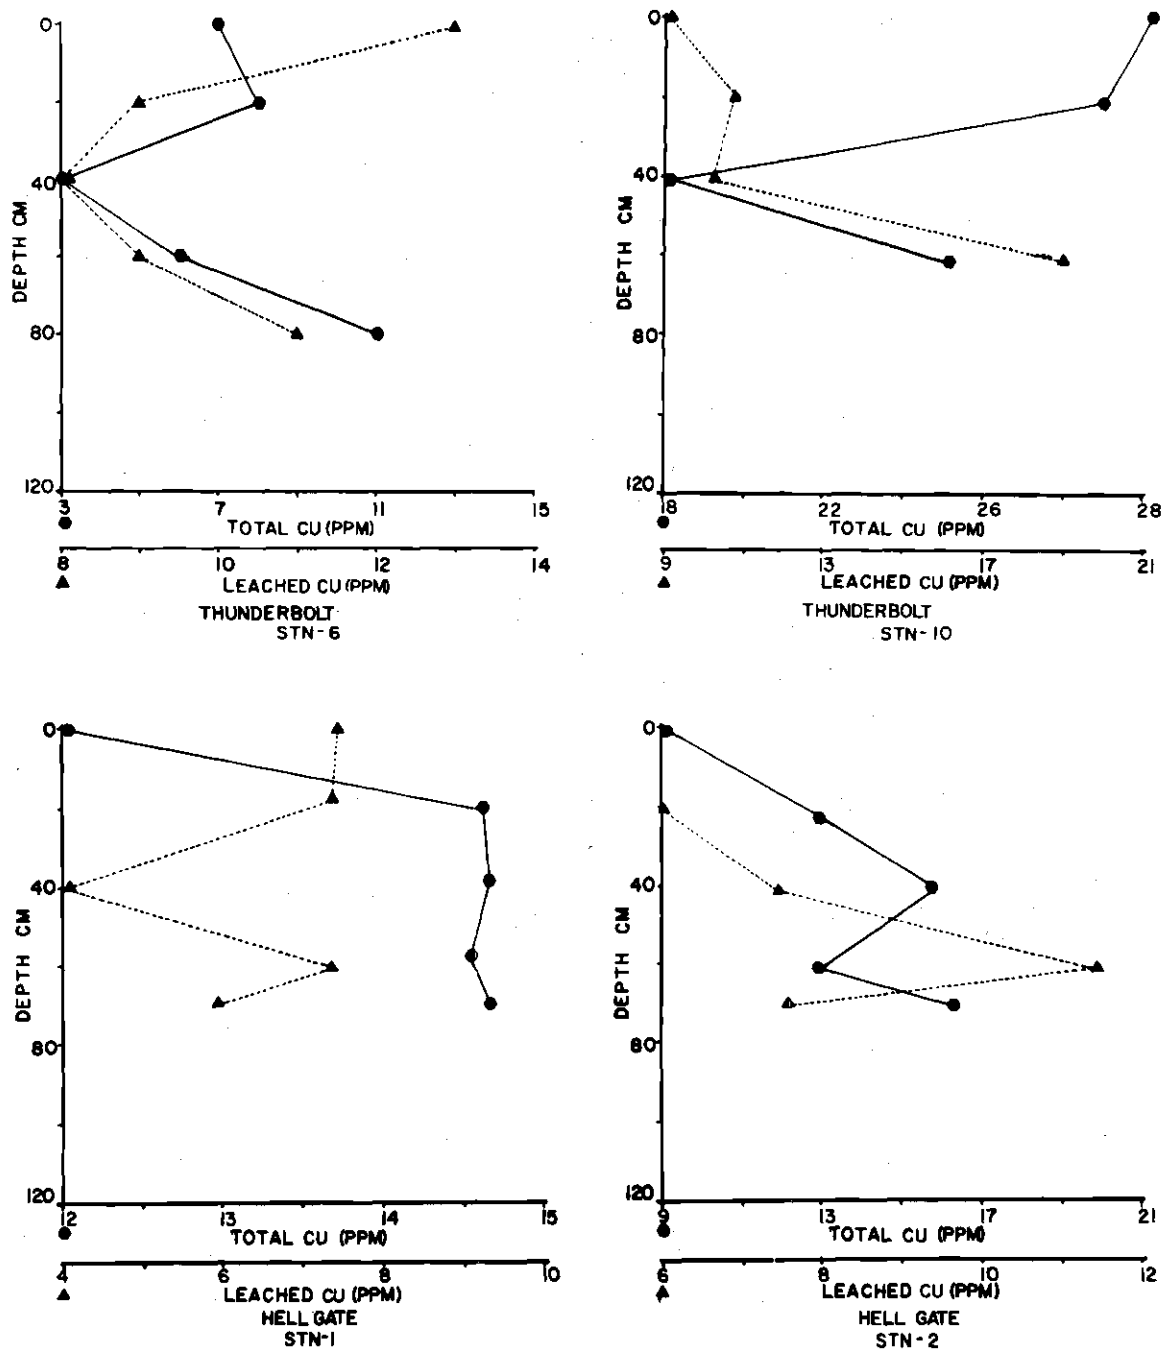 0
40
80
120
DEPTH CM
3 7 11 15
TOTAL CU (PPM)
8 10 12 14
LEACHED CU (PPM)
THUNDERBOLT
STN-6
0
40
80
120
DEPTH CM
18 22 26 28
TOTAL CU (PPM)
9 13 17 21
LEACHED CU (PPM)
THUNDERBOLT
STN-10
0
40
80
120
DEPTH CM
12 13 14 15
TOTAL CU (PPM)
4 6 8 10
LEACHED CU (PPM)
HELL GATE
STN-1
0
40
80
120
DEPTH CM
9 13 17 21
TOTAL CU (PPM)
6 8 10 12
LEACHED CU (PPM)
HELL GATE
STN-2